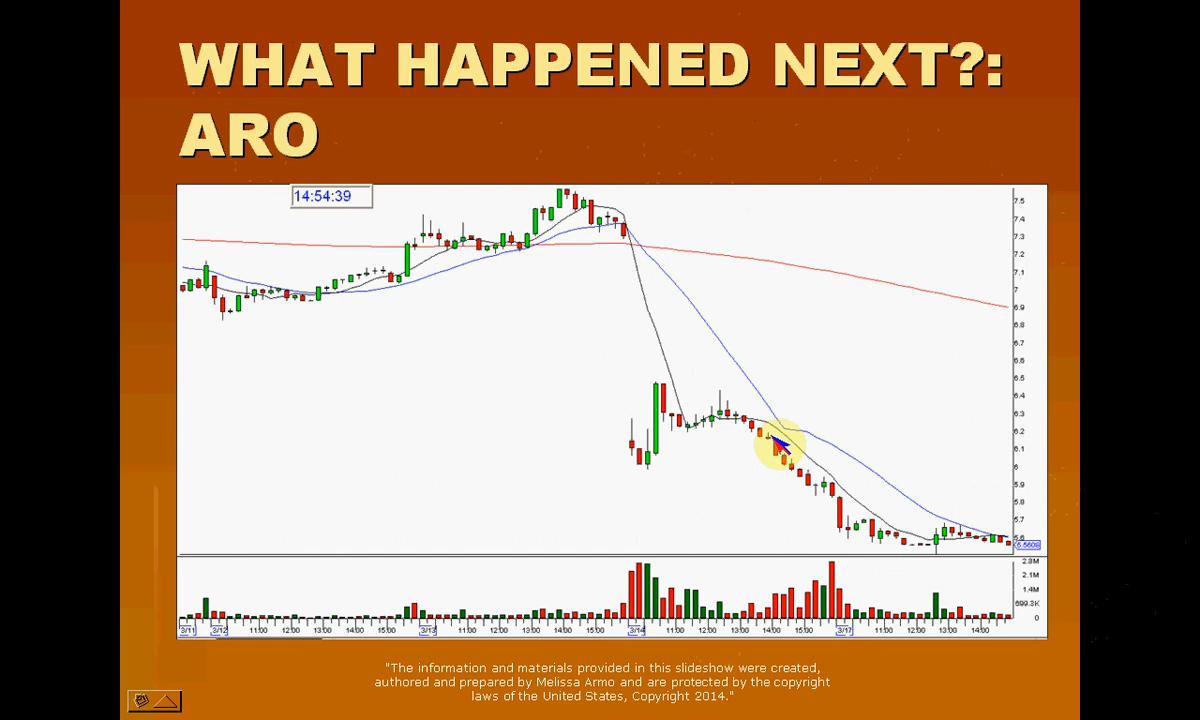 WHAT HAPPENED NEXT?:
ARO
14:54:39
7.5
7.4
7.3
7.2
7.1
7
6.9
6.8
6.7
6.6
6.5
6.4
6.3
6.2
6.1
6
5.9
5.8
5.7
5.6
5.5608
2.8M
2.1M
1.4M
699.3K
0
3/11 3/12 11:00 12:00 13:00 14:00 15:00 3/13 11:00 12:00 13:00 14:00 15:00 3/14 11:00 12:00 13:00 14:00 15:00 3/17 11:00 12:00 13:00 14:00
"The information and materials provided in this slideshow were created,
authored and prepared by Melissa Armo and are protected by the copyright
laws of the United States, Copyright 2014."